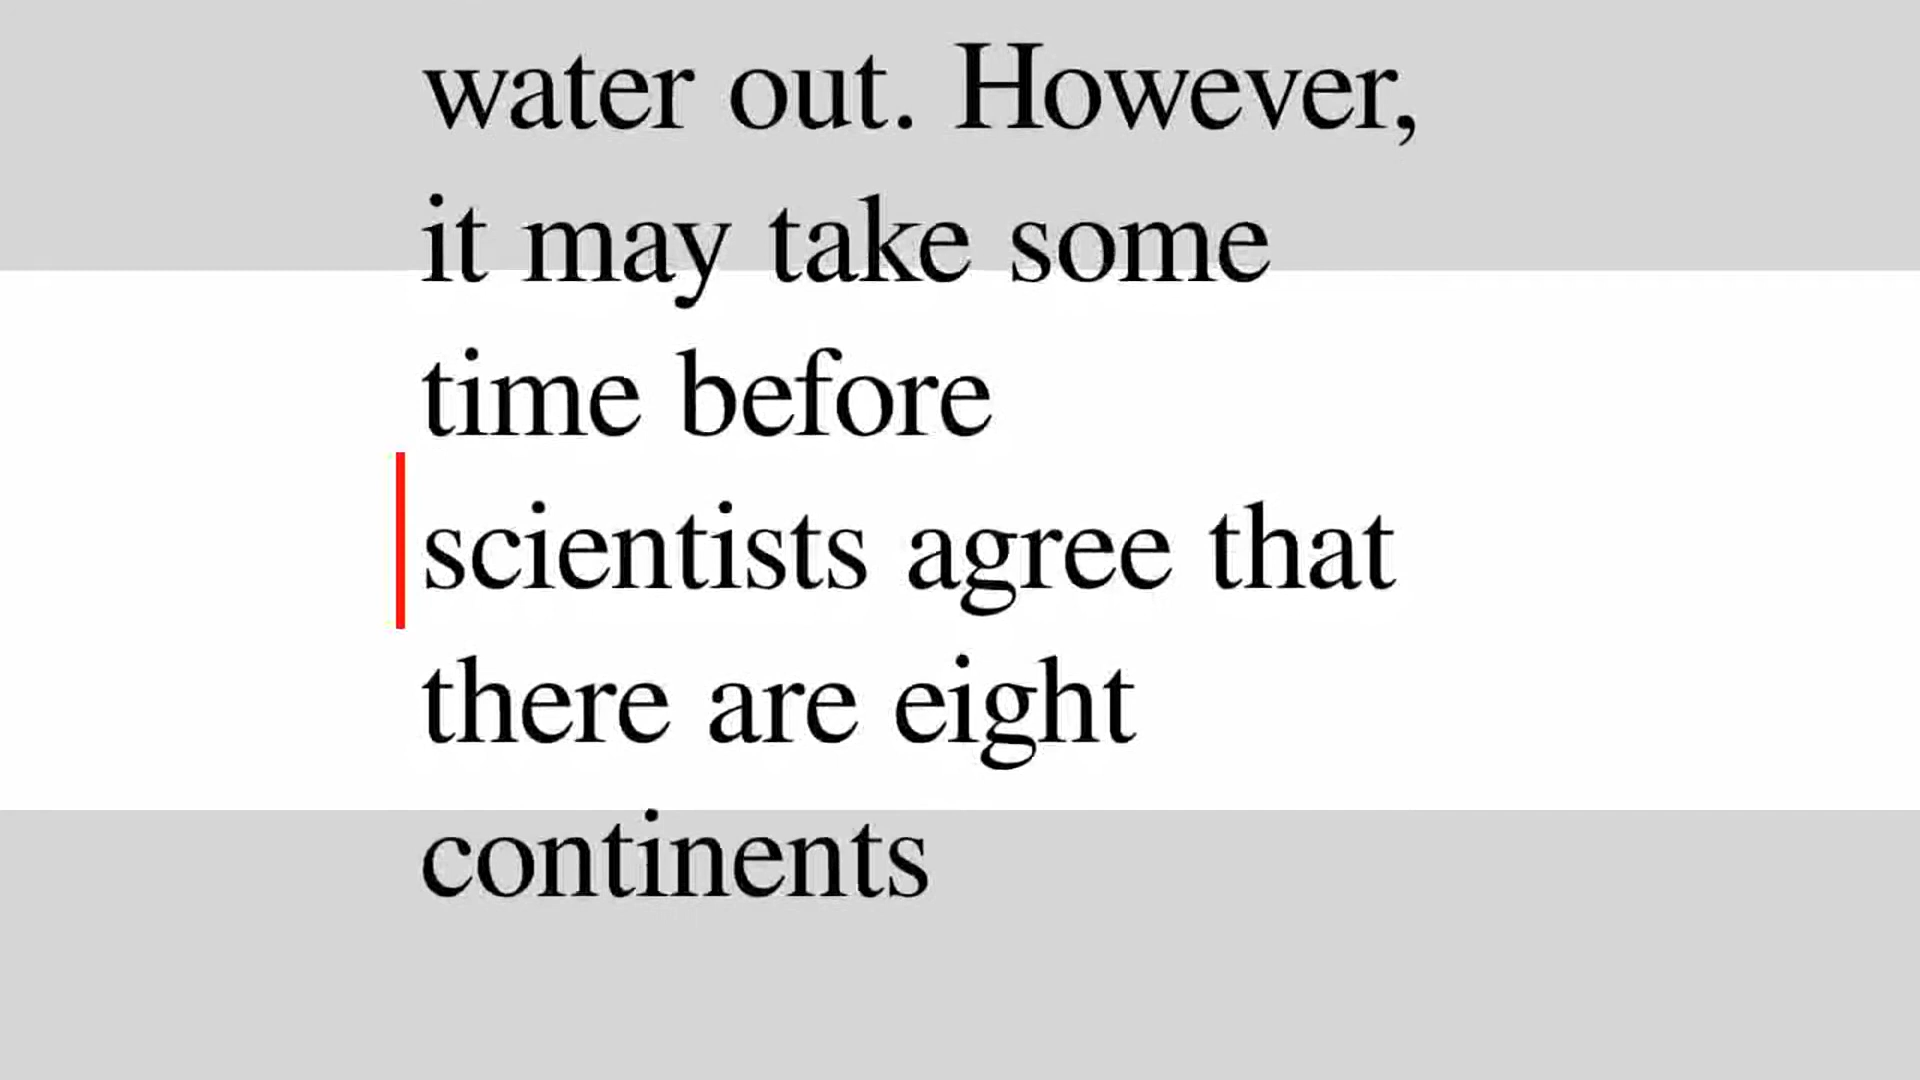 water out. However,
it may take some
time before
scientists agree that
there are eight
continents